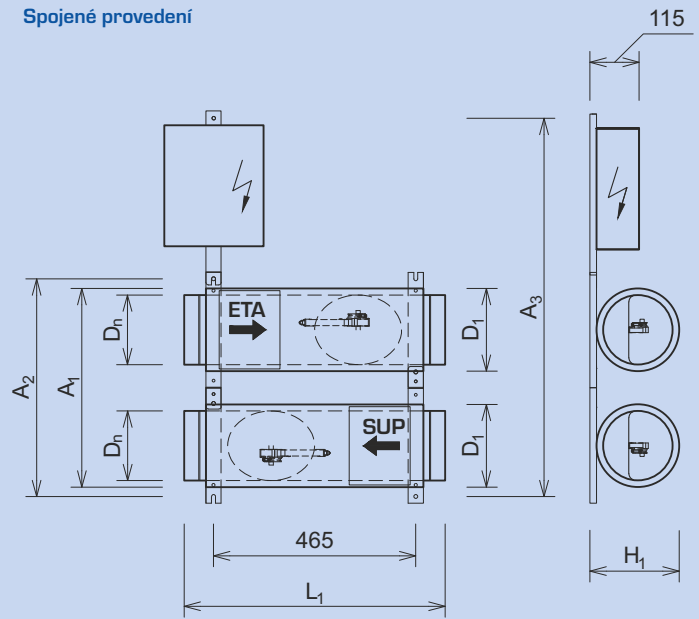 Spojené provedení
115
ETA
Dn
D1
A3
A2
A1
Dn
SUP
D1
465
L1
H1